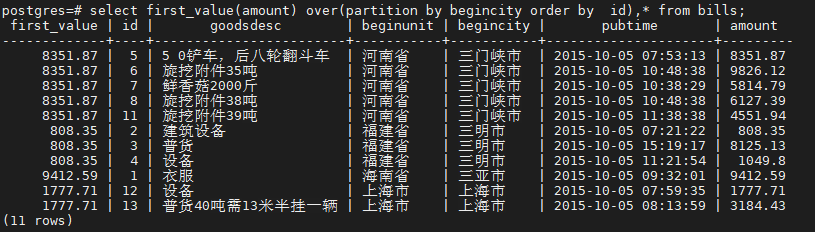 postgres=# select first_value(amount) over(partition by begincity order by  id),* from bills;
 first_value | id |       goodsdesc        | beginunit | begincity |       pubtime       | amount
-------------+----+------------------------+-----------+-----------+---------------------+---------
     8351.87 |  5 | 5 0铲车，后八轮翻斗车 | 河南省 | 三门峡市 | 2015-10-05 07:53:13 | 8351.87
     8351.87 |  6 | 旋挖附件35吨 | 河南省 | 三门峡市 | 2015-10-05 10:48:38 | 9826.12
     8351.87 |  7 | 鲜香菇2000斤 | 河南省 | 三门峡市 | 2015-10-05 10:38:29 | 5814.79
     8351.87 |  8 | 旋挖附件38吨 | 河南省 | 三门峡市 | 2015-10-05 10:48:38 | 6127.39
     8351.87 | 11 | 旋挖附件39吨 | 河南省 | 三门峡市 | 2015-10-05 11:38:38 | 4551.94
      808.35 |  2 | 建筑设备 | 福建省 | 三明市 | 2015-10-05 07:21:22 |  808.35
      808.35 |  3 | 普货 | 福建省 | 三明市 | 2015-10-05 15:19:17 | 8125.13
      808.35 |  4 | 设备 | 福建省 | 三明市 | 2015-10-05 11:21:54 |  1049.8
     9412.59 |  1 | 衣服 | 海南省 | 三亚市 | 2015-10-05 09:32:01 | 9412.59
     1777.71 | 12 | 设备 | 上海市 | 上海市 | 2015-10-05 07:59:35 | 1777.71
     1777.71 | 13 | 普货40吨需13米半挂一辆 | 上海市 | 上海市 | 2015-10-05 08:13:59 | 3184.43
(11 rows)